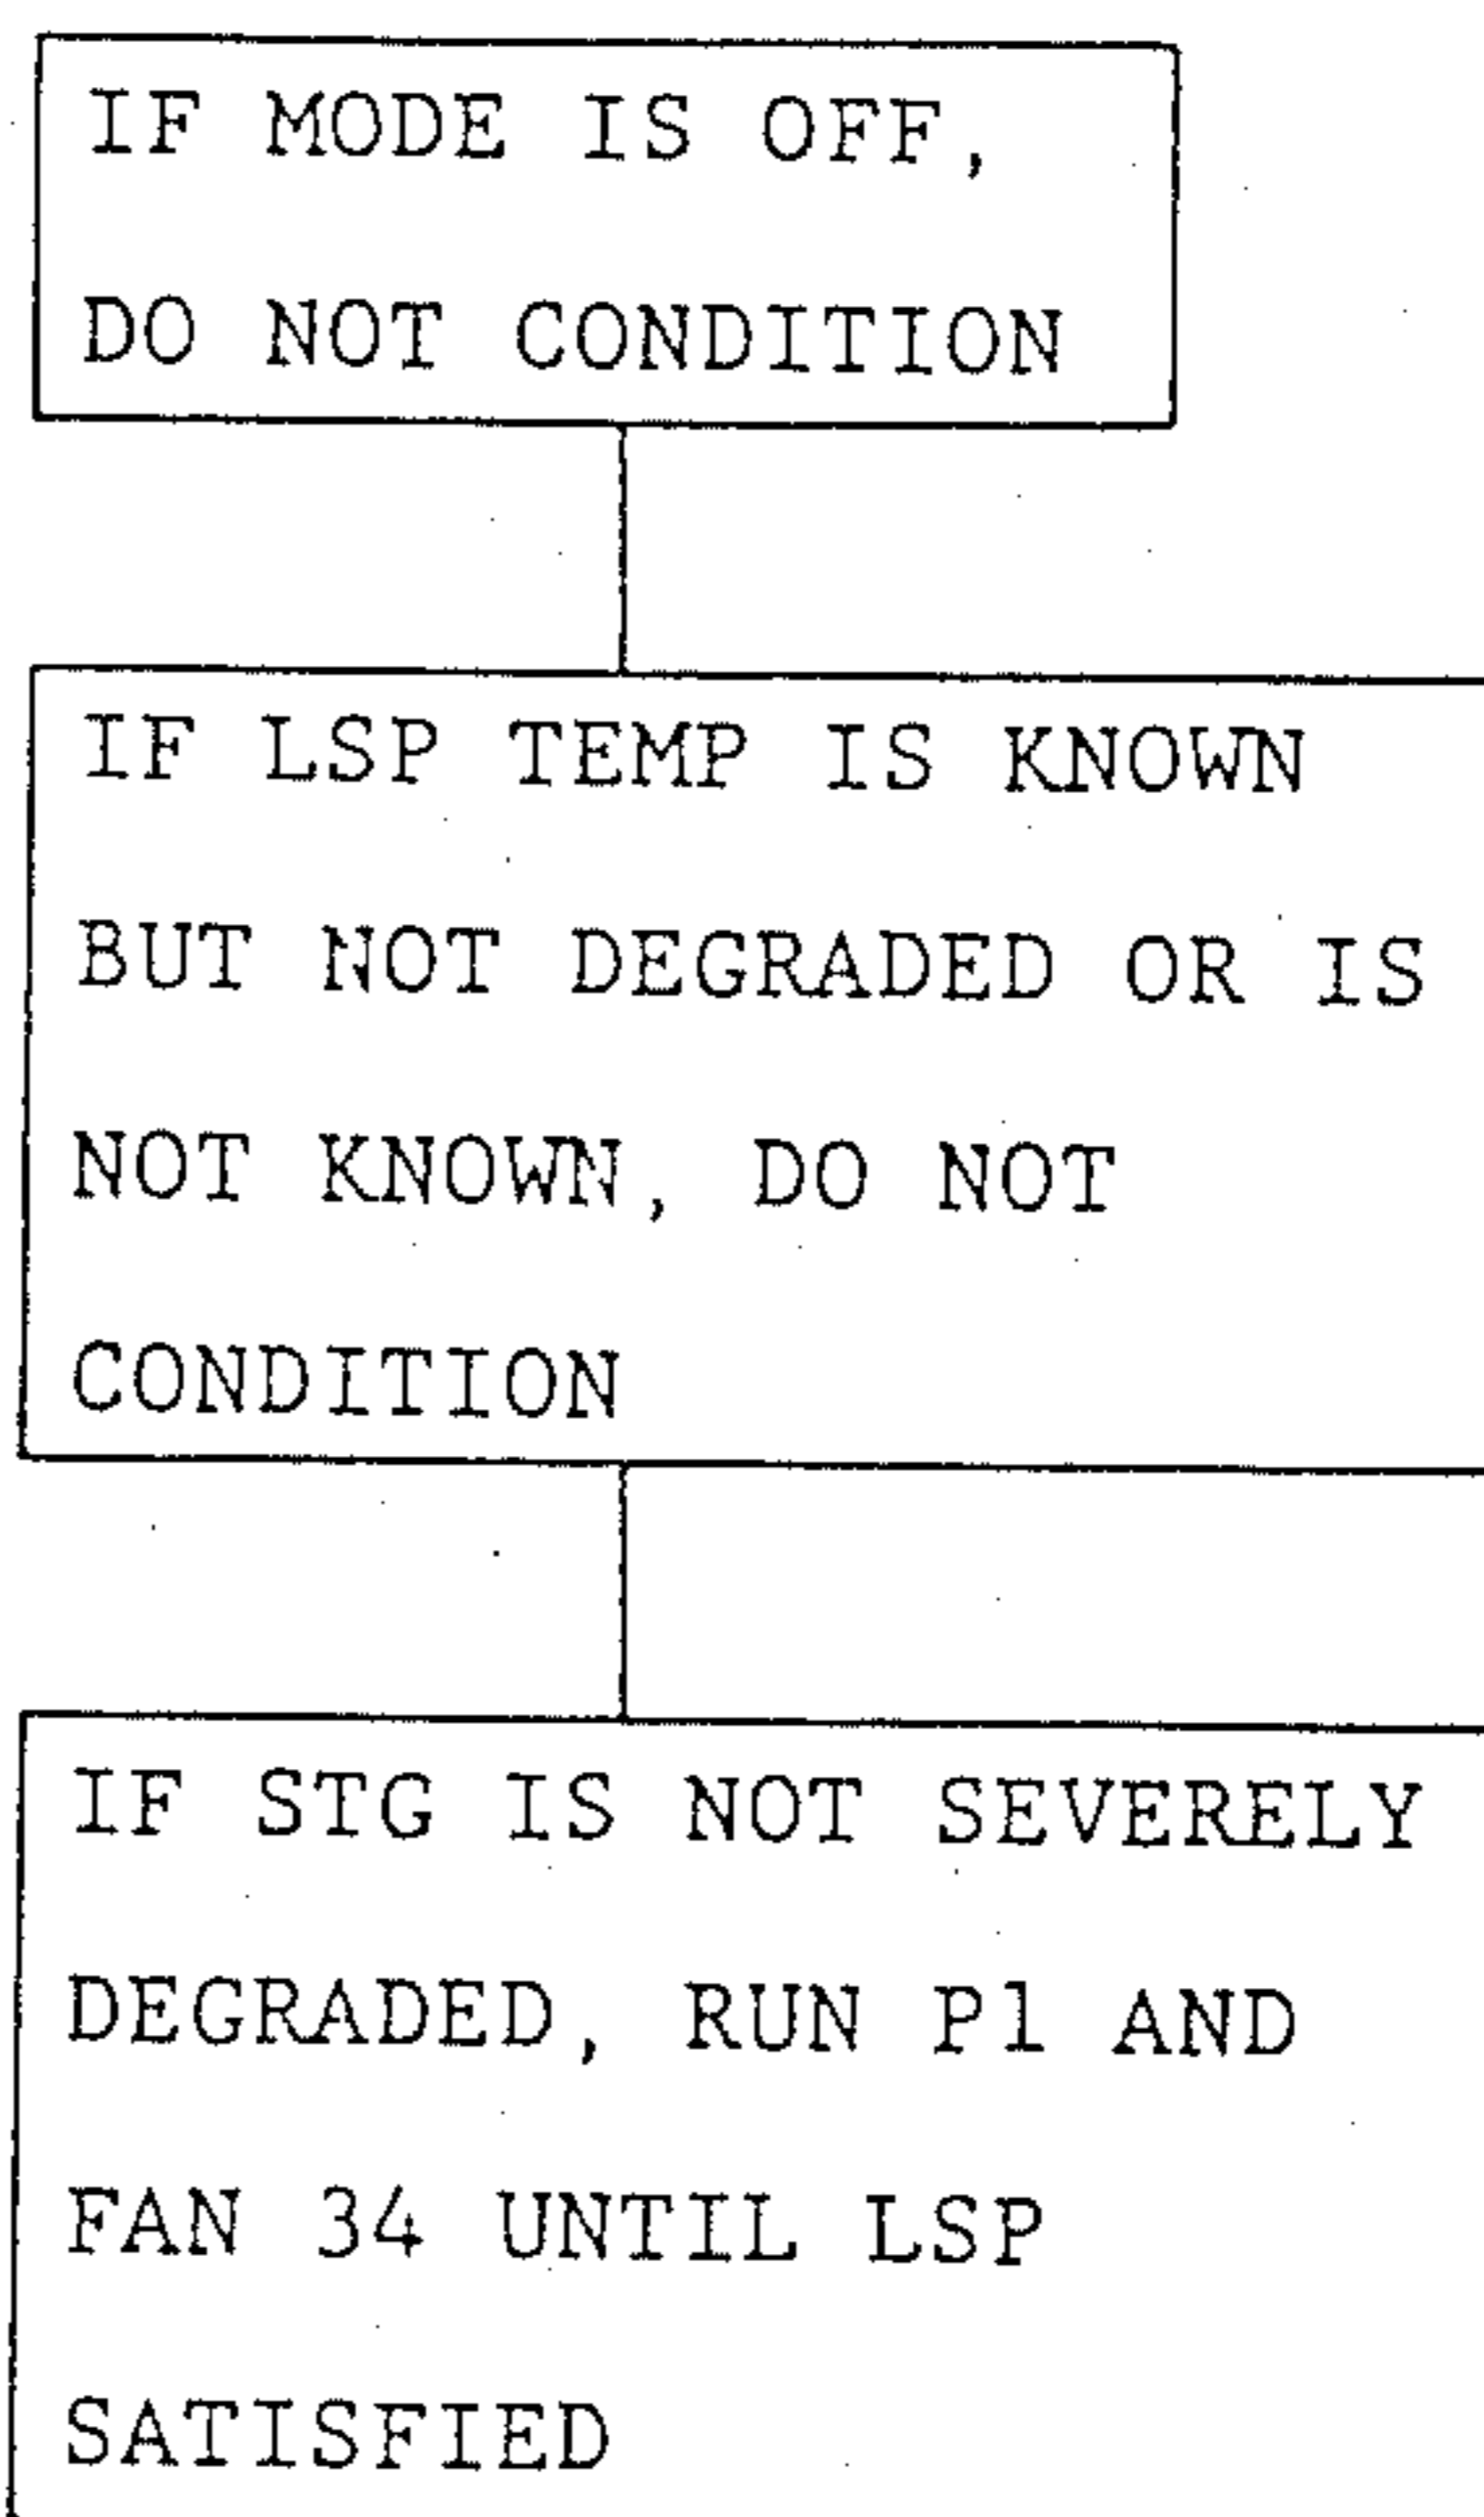 IF MODE IS OFF,
DO NOT CONDITION
IF LSP TEMP IS KNOWN
BUT NOT DEGRADED OR IS
NOT KNOWN, DO NOT
CONDITION
IF STG IS NOT SEVERELY
DEGRADED, RUN P1 AND
FAN 34 UNTIL LSP
SATISFIED